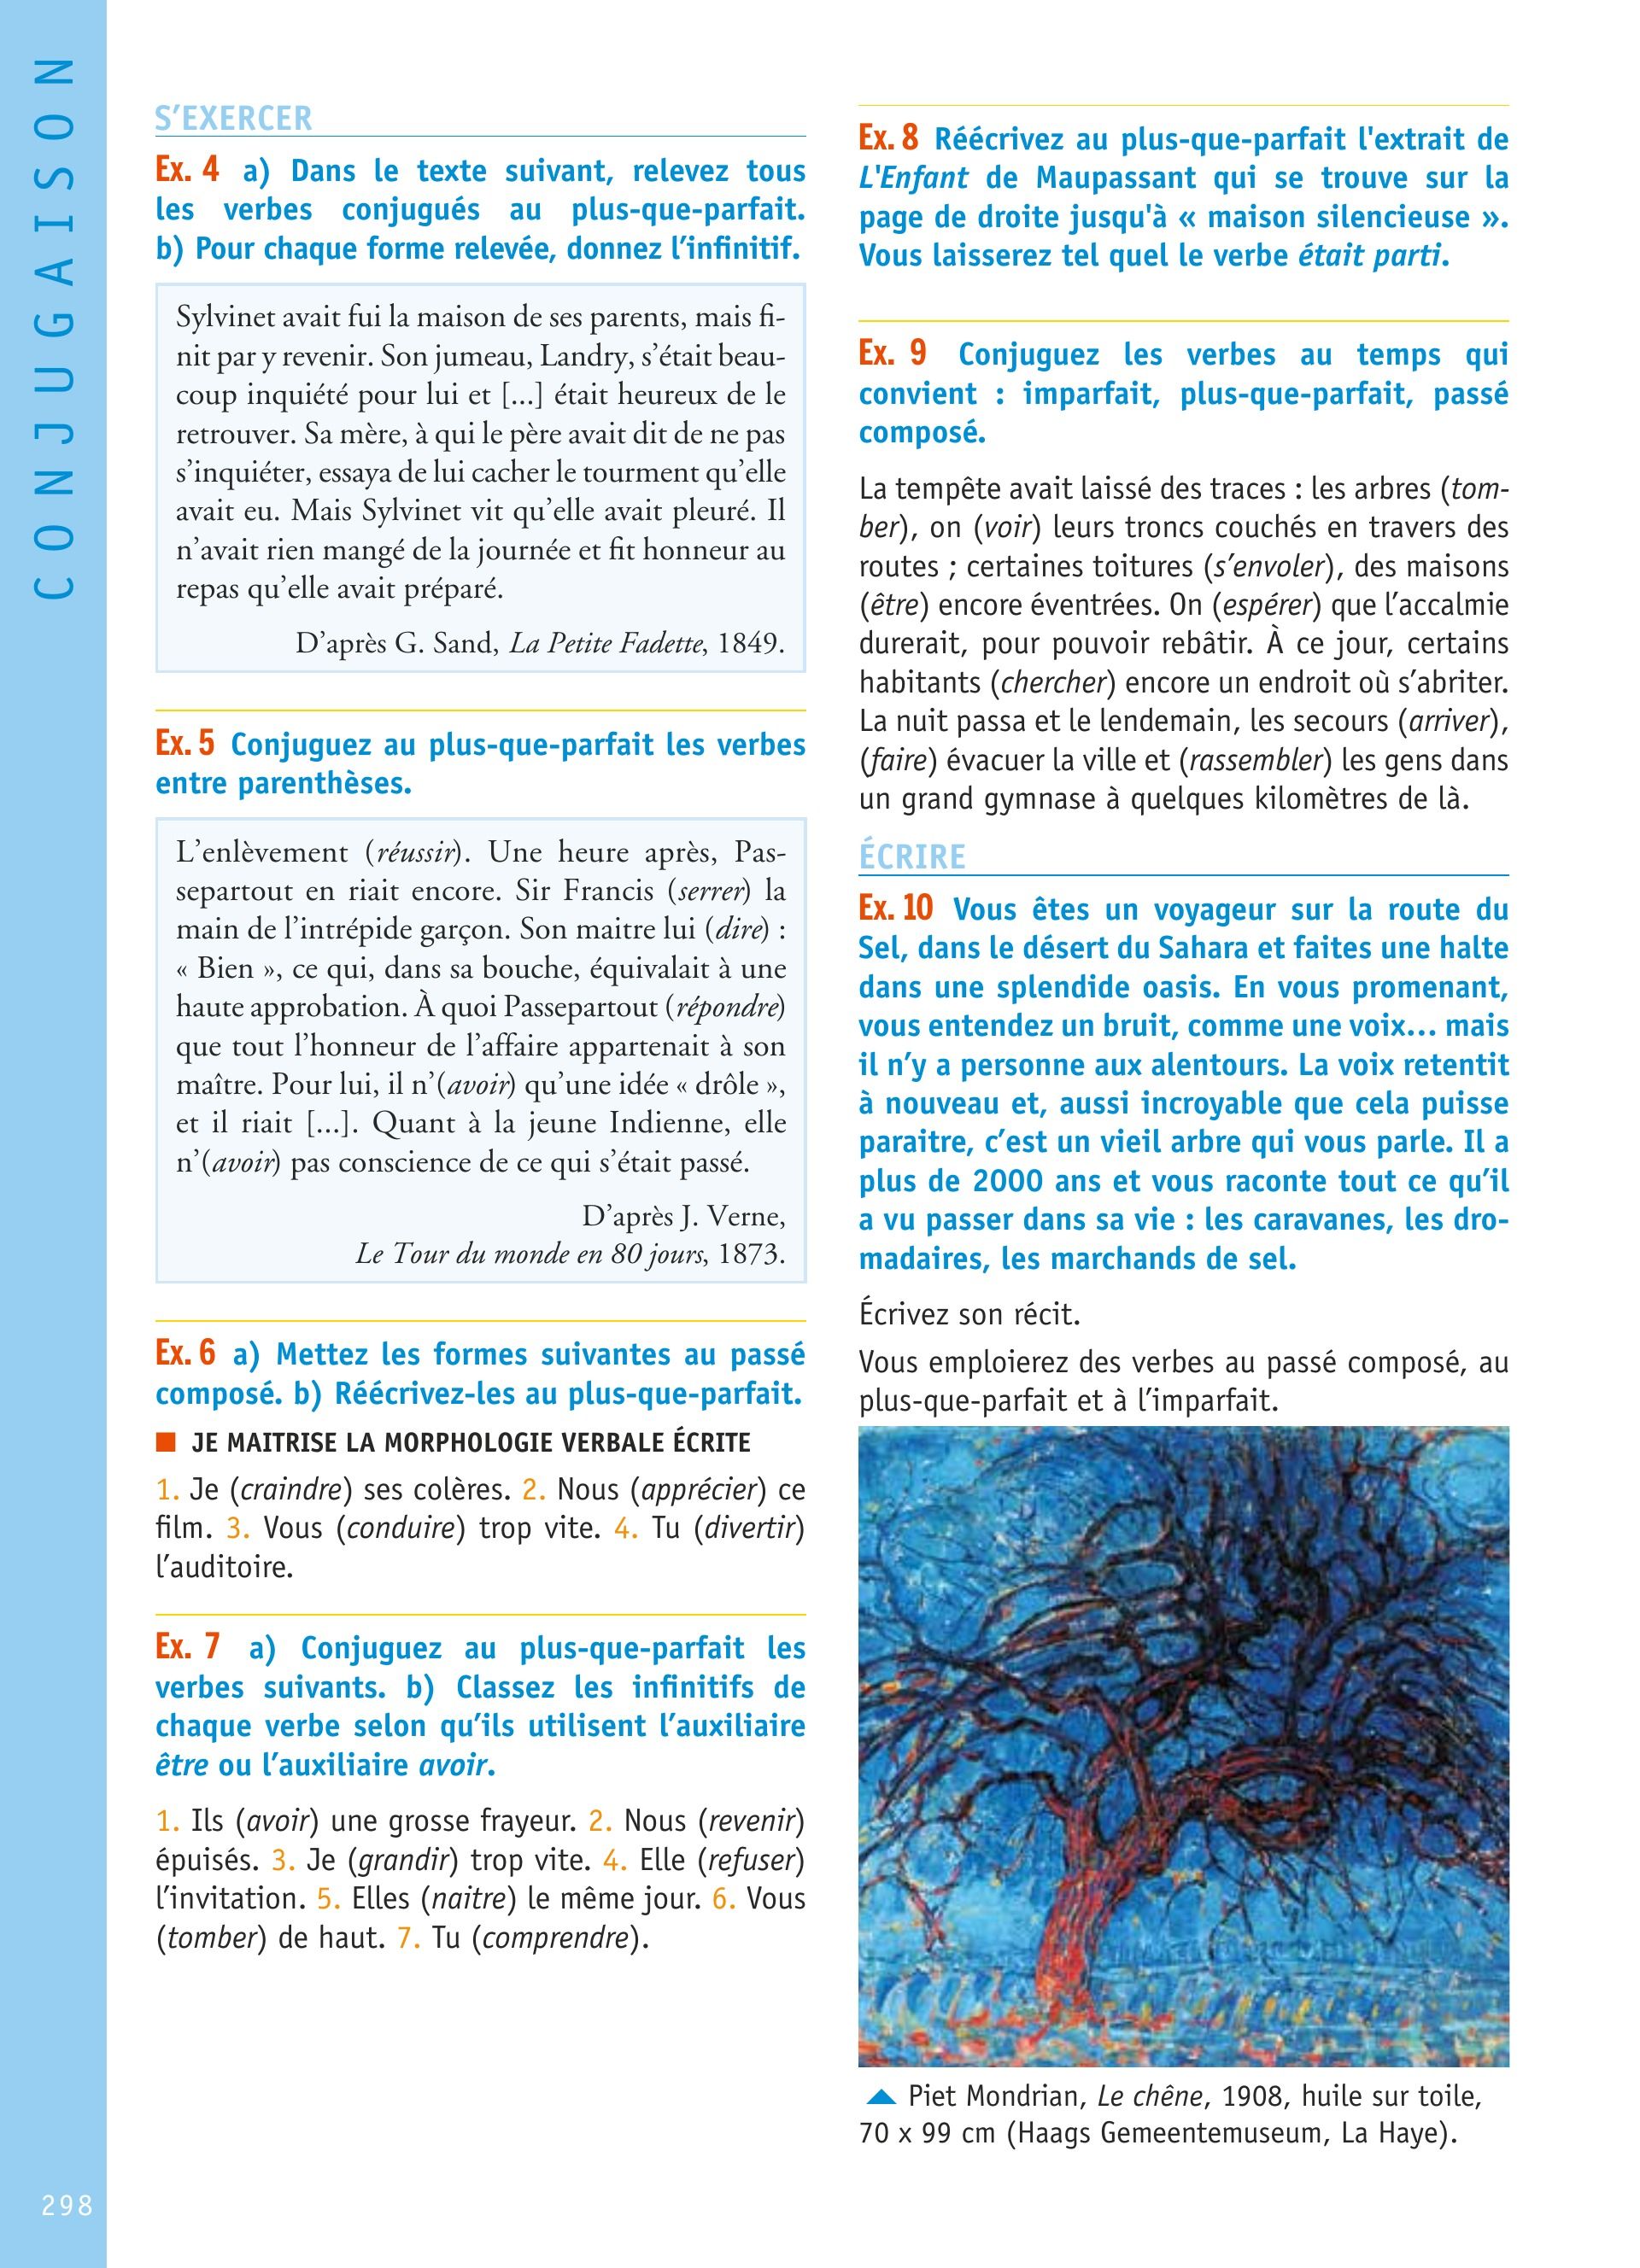 CONJUGAISON
S'EXERCER
Ex. 4 a) Dans le texte suivant, relevez tous
les verbes conjugués au plus-que-parfait.
b) Pour chaque forme relevée, donnez l'infinitif.
Sylvinet avait fui la maison de ses parents, mais fi-
nit par y revenir. Son jumeau, Landry, s'était beau-
coup inquiété pour lui et [...] était heureux de le
retrouver. Sa mère, à qui le père avait dit de ne pas
s'inquiéter, essaya de lui cacher le tourment qu'elle
avait eu. Mais Sylvinet vit qu'elle avait pleuré. Il
n'avait rien mangé de la journée et fit honneur au
repas qu'elle avait préparé.
D'après G. Sand, La Petite Fadette, 1849.
Ex. 5 Conjuguez au plus-que-parfait les verbes
entre parenthèses.
L'enlèvement (réussir). Une heure après, Pas-
separtout en riait encore. Sir Francis (serrer) la
main de l'intrépide garçon. Son maitre lui (dire) :
« Bien », ce qui, dans sa bouche, équivalait à une
haute approbation. À quoi Passepartout (répondre)
que tout l'honneur de l'affaire appartenait à son
maître. Pour lui, il n'(avoir) qu'une idée « drôle »,
et il riait [...]. Quant à la jeune Indienne, elle
n'(avoir) pas conscience de ce qui s'était passé.
D'après J. Verne,
Le Tour du monde en 80 jours, 1873.
Ex. 6 a) Mettez les formes suivantes au passé
composé. b) Réécrivez-les au plus-que-parfait.
■ JE MAITRISE LA MORPHOLOGIE VERBALE ÉCRITE
1. Je (craindre) ses colères. 2. Nous (apprécier) ce
film. 3. Vous (conduire) trop vite. 4. Tu (divertir)
l'auditoire.
Ex. 7 a) Conjuguez au plus-que-parfait les
verbes suivants. b) Classez les infinitifs de
chaque verbe selon qu'ils utilisent l'auxiliaire
être ou l'auxiliaire avoir.
1. Ils (avoir) une grosse frayeur. 2. Nous (revenir)
épuisés. 3. Je (grandir) trop vite. 4. Elle (refuser)
l'invitation. 5. Elles (naitre) le même jour. 6. Vous
(tomber) de haut. 7. Tu (comprendre).
Ex. 8 Réécrivez au plus-que-parfait l'extrait de
L'Enfant de Maupassant qui se trouve sur la
page de droite jusqu'à « maison silencieuse ».
Vous laisserez tel quel le verbe était parti.
Ex. 9 Conjuguez les verbes au temps qui
convient : imparfait, plus-que-parfait, passé
composé.
La tempête avait laissé des traces : les arbres (tom-
ber), on (voir) leurs troncs couchés en travers des
routes ; certaines toitures (s'envoler), des maisons
(être) encore éventrées. On (espérer) que l'accalmie
durerait, pour pouvoir rebâtir. À ce jour, certains
habitants (chercher) encore un endroit où s'abriter.
La nuit passa et le lendemain, les secours (arriver),
(faire) évacuer la ville et (rassembler) les gens dans
un grand gymnase à quelques kilomètres de là.
ÉCRIRE
Ex. 10 Vous êtes un voyageur sur la route du
Sel, dans le désert du Sahara et faites une halte
dans une splendide oasis. En vous promenant,
vous entendez un bruit, comme une voix... mais
il n'y a personne aux alentours. La voix retentit
à nouveau et, aussi incroyable que cela puisse
paraitre, c'est un vieil arbre qui vous parle. Il a
plus de 2000 ans et vous raconte tout ce qu'il
a vu passer dans sa vie : les caravanes, les dro-
madaires, les marchands de sel.
Écrivez son récit.
Vous emploierez des verbes au passé composé, au
plus-que-parfait et à l'imparfait.
Piet Mondrian, Le chêne, 1908, huile sur toile,
70 x 99 cm (Haags Gemeentemuseum, La Haye).
298